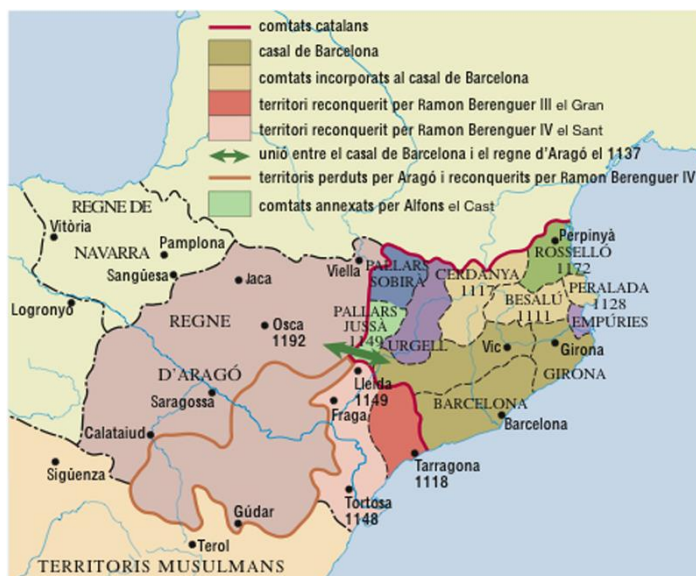 comtats catalans
casal de Barcelona
comtats incorporats al casal de Barcelona
territori reconquerit per Ramon Berenguer III el Gran
territori reconquerit per Ramon Berenguer IV el Sant
unió entre el casal de Barcelona i el regne d'Aragó el 1137
territoris perduts per Aragó i reconquerits per Ramon Berenguer IV
comtats annexats per Alfons el Cast
REGNE DE
NAVARRA
Vitòria
Pamplona
Sangüesa
Logronyo
Jaca
Viella
PALLARS
SOBIRÀ
CERDANYA
1117
Perpinyà
ROSSELLÓ
1172
PERALADA
1128
BESALÚ
1111
EMPÚRIES
REGNE
Osca
1192
PALLARS
JUSSÀ
1149
URGELL
Vic
Girona
GIRONA
D'ARAGÓ
Saragossa
Lleida
1149
Fraga
BARCELONA
Barcelona
Calataiud
Sigüenza
Tarragona
1118
Tortosa
1148
Gúdar
Terol
TERRITORIS MUSULMANS